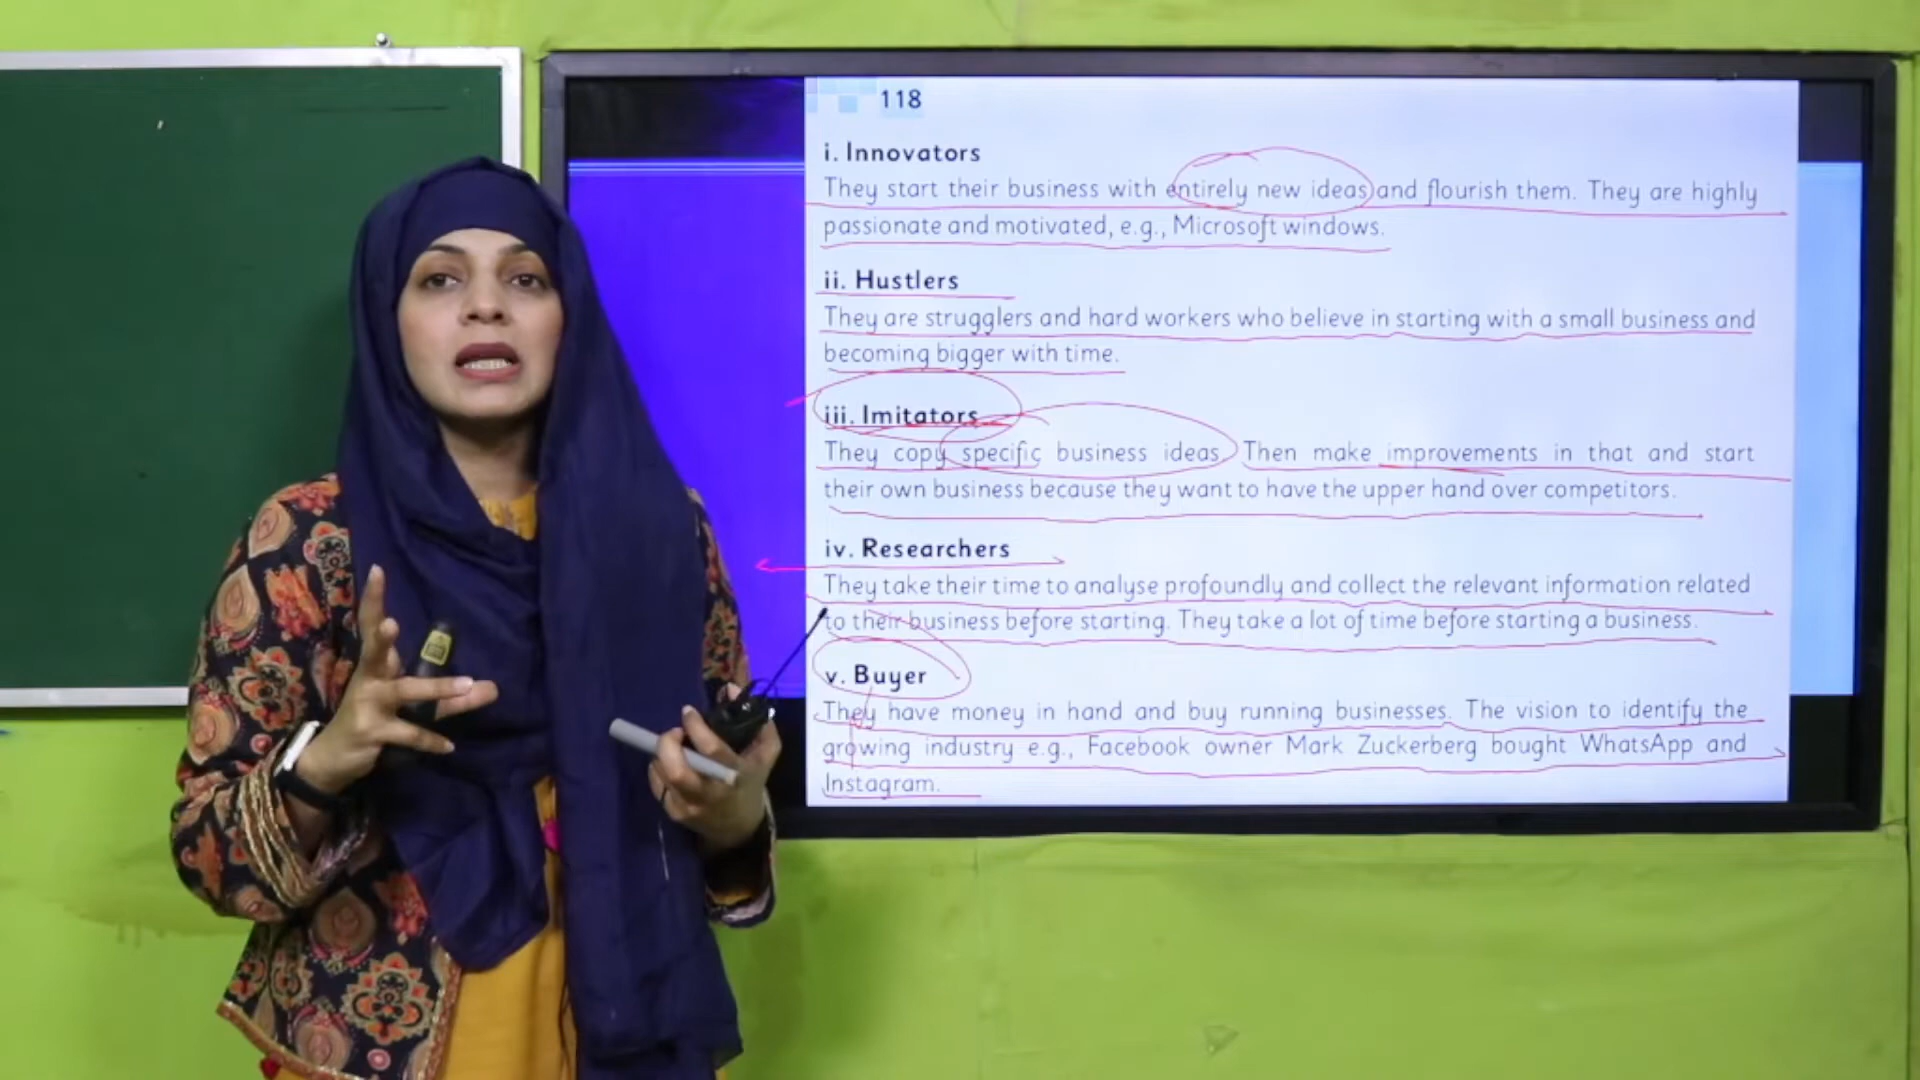 118
i. Innovators
They start their business with entirely new ideas and flourish them. They are highly
passionate and motivated, e.g., Microsoft windows.
ii. Hustlers
They are strugglers and hard workers who believe in starting with a small business and
becoming bigger with time.
iii. Imitators
They copy specific business ideas. Then make improvements in that and start
their own business because they want to have the upper hand over competitors.
iv. Researchers
They take their time to analyse profoundly and collect the relevant information related
to their business before starting. They take a lot of time before starting a business.
v. Buyer
They have money in hand and buy running businesses. The vision to identify the
growing industry e.g., Facebook owner Mark Zuckerberg bought WhatsApp and
Instagram.